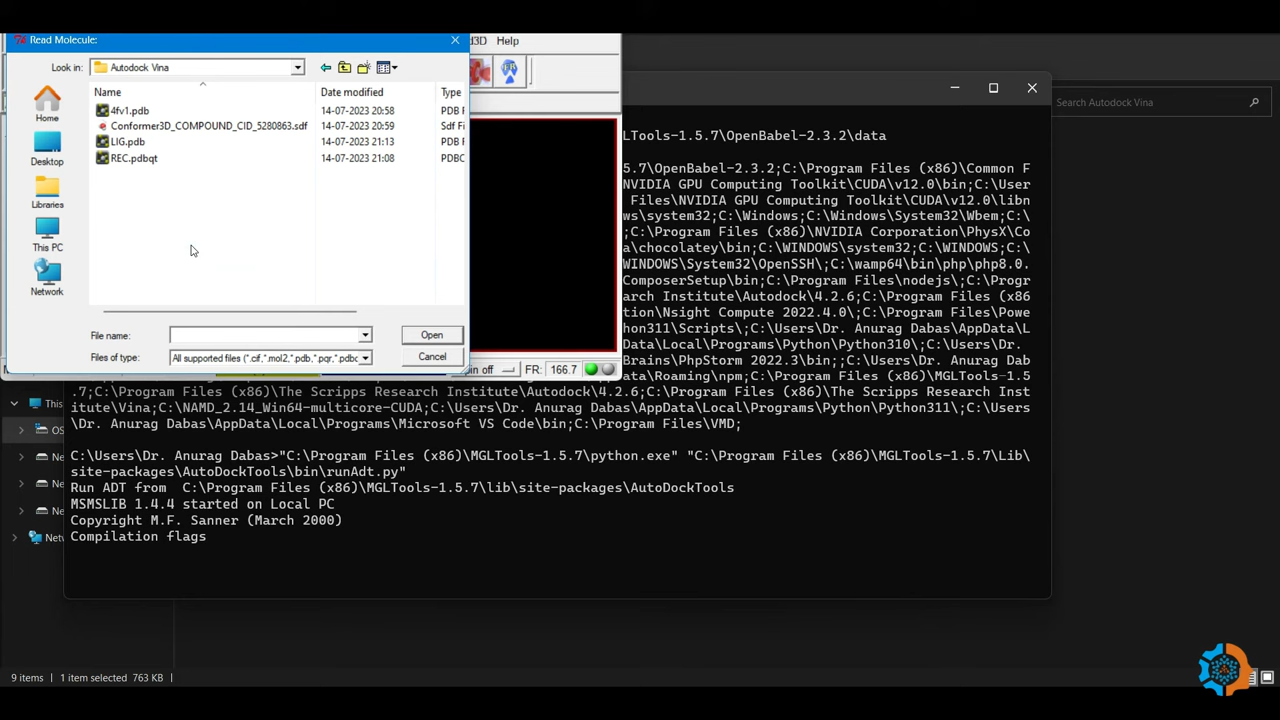 Read Molecule:
d3D Help
Look in: Autodock Vina
Name Date modified Type
4fv1.pdb 14-07-2023 20:58 PDB F
Conformer3D_COMPOUND_CID_5280863.sdf 14-07-2023 20:59 Sdf Fi
LIG.pdb 14-07-2023 21:13 PDB F
REC.pdbqt 14-07-2023 21:08 PDBQ
Home
Desktop
Libraries
This PC
Network
File name: Open
Files of type: All supported files (*.cif,*.mol2,*.pdb,*.pqr,*.pdbq Cancel
pin off FR: 166.7
Search Autodock Vina
LTools-1.5.7\OpenBabel-2.3.2\data
5.7\OpenBabel-2.3.2;C:\Program Files (x86)\Common F
NVIDIA GPU Computing Toolkit\CUDA\v12.0\bin;C:\User
Files\NVIDIA GPU Computing Toolkit\CUDA\v12.0\libn
ws\system32;C:\Windows;C:\Windows\System32\Wbem;C:\
;C:\Program Files (x86)\NVIDIA Corporation\PhysX\Co
a\chocolatey\bin;C:\WINDOWS\system32;C:\WINDOWS;C:\
WINDOWS\System32\OpenSSH\;C:\wamp64\bin\php\php8.0.
ComposerSetup\bin;C:\Program Files\nodejs\;C:\Progr
arch Institute\Autodock\4.2.6;C:\Program Files (x86
tion\Nsight Compute 2022.4.0\;C:\Program Files\Powe
hon311\Scripts\;C:\Users\Dr. Anurag Dabas\AppData\L
Data\Local\Programs\Python\Python310\;C:\Users\Dr.
Brains\PhpStorm 2022.3\bin;;C:\Users\Dr. Anurag Dab
ata\Roaming\npm;C:\Program Files (x86)\MGLTools-1.5
.7;C:\Program Files (x86)\The Scripps Research Institute\Autodock\4.2.6;C:\Program Files (x86)\The Scripps Research Inst
itute\Vina;C:\NAMD_2.14_Win64-multicore-CUDA;C:\Users\Dr. Anurag Dabas\AppData\Local\Programs\Python\Python311\;C:\Users
\Dr. Anurag Dabas\AppData\Local\Programs\Microsoft VS Code\bin;C:\Program Files\VMD;
C:\Users\Dr. Anurag Dabas>"C:\Program Files (x86)\MGLTools-1.5.7\python.exe" "C:\Program Files (x86)\MGLTools-1.5.7\Lib\
site-packages\AutoDockTools\bin\runAdt.py"
Run ADT from C:\Program Files (x86)\MGLTools-1.5.7\lib\site-packages\AutoDockTools
MSMSLIB 1.4.4 started on Local PC
Copyright M.F. Sanner (March 2000)
Compilation flags
This
OS
Ne
Ne
Ne
Netw
9 items 1 item selected 763 KB